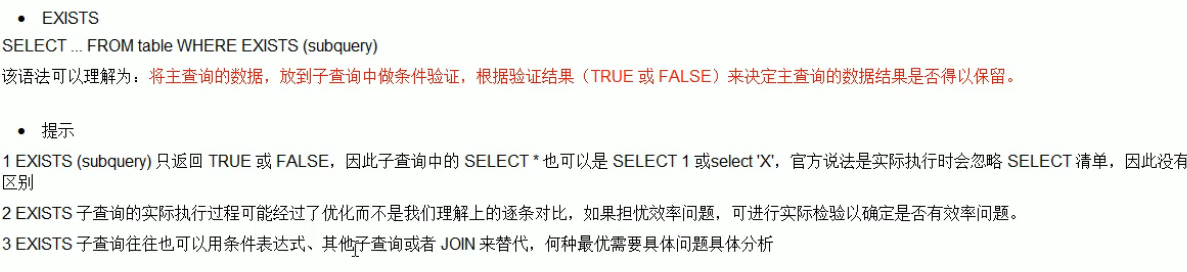 • EXISTS
SELECT ... FROM table WHERE EXISTS (subquery)
该语法可以理解为：将主查询的数据，放到子查询中做条件验证，根据验证结果（TRUE 或 FALSE）来决定主查询的数据结果是否得以保留。
• 提示
1 EXISTS (subquery) 只返回 TRUE 或 FALSE，因此子查询中的 SELECT * 也可以是 SELECT 1 或select 'X'，官方说法是实际执行时会忽略 SELECT 清单，因此没有
区别
2 EXISTS 子查询的实际执行过程可能经过了优化而不是我们理解上的逐条对比，如果担忧效率问题，可进行实际检验以确定是否有效率问题。
3 EXISTS 子查询往往也可以用条件表达式、其他子查询或者 JOIN 来替代，何种最优需要具体问题具体分析